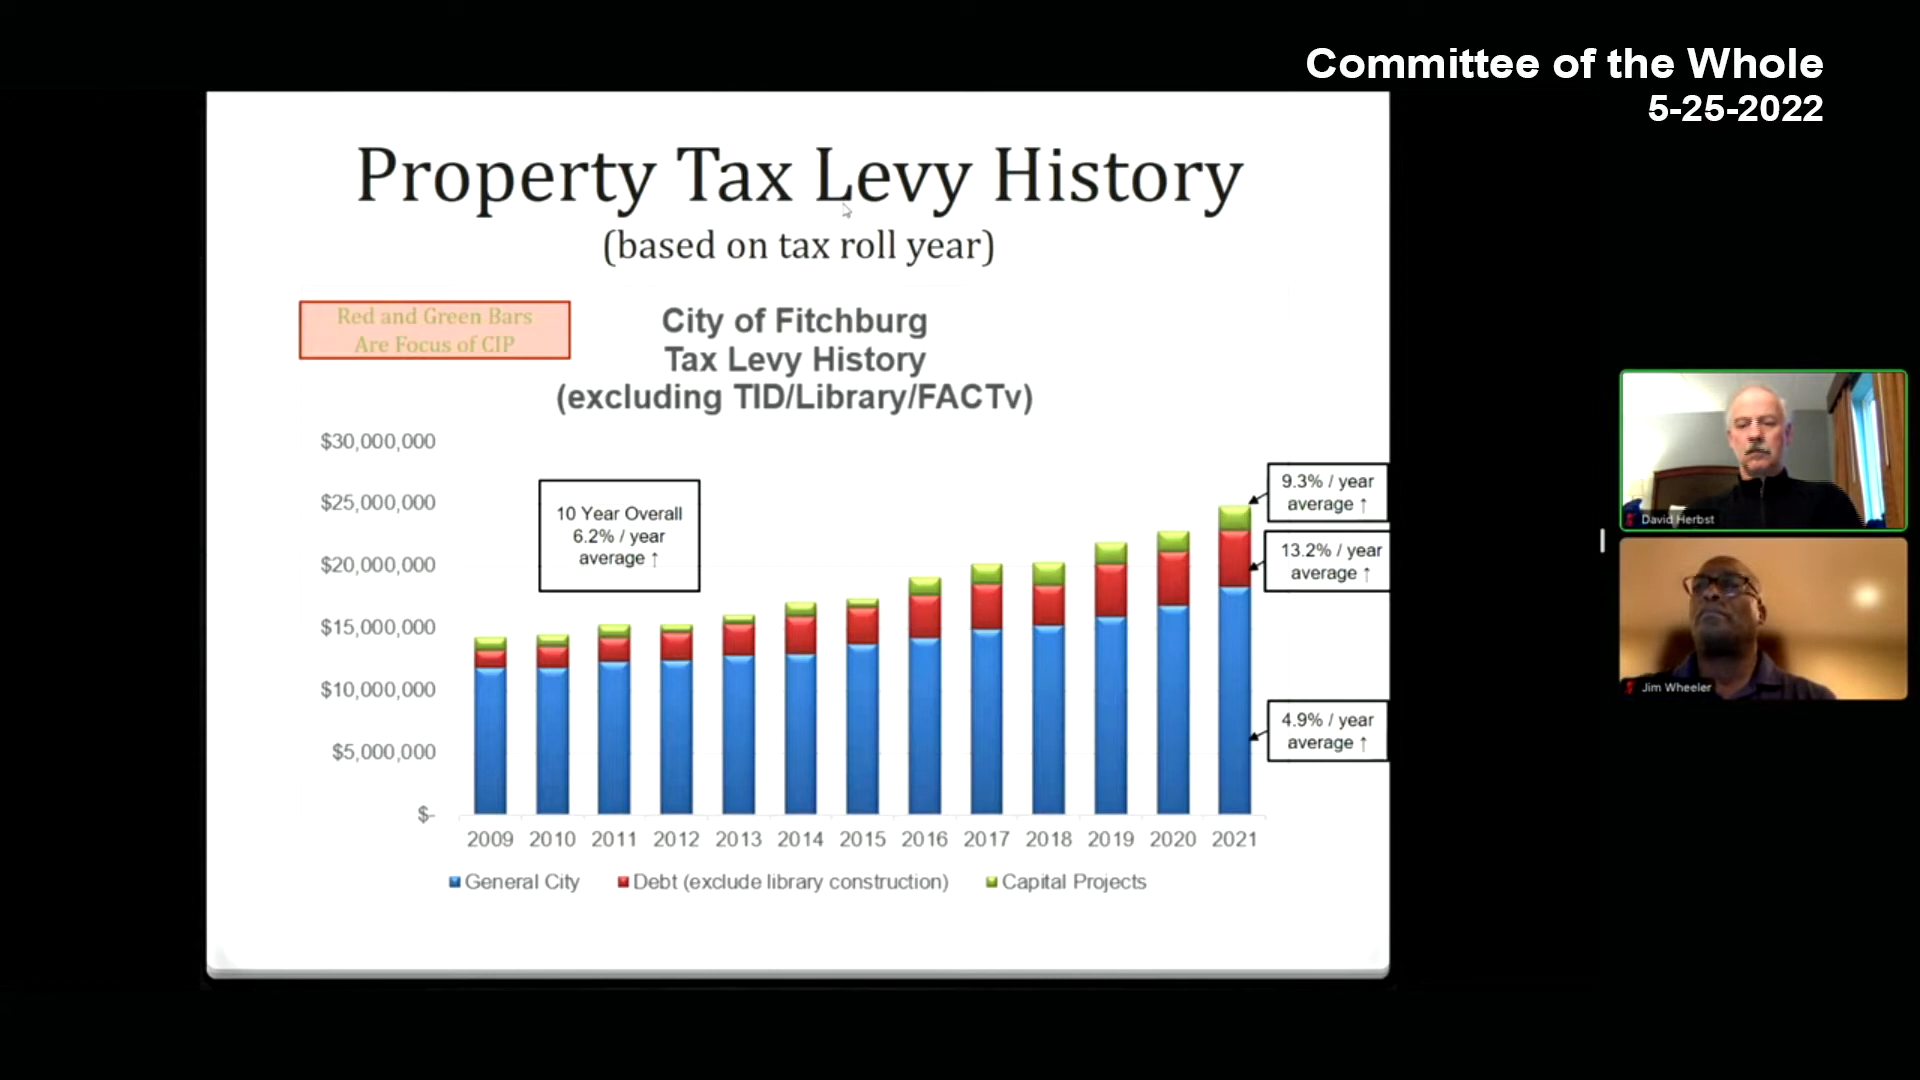 Committee of the Whole
5-25-2022
Property Tax Levy History
(based on tax roll year)
Red and Green Bars
Are Focus of CIP
City of Fitchburg
Tax Levy History
(excluding TID/Library/FACTv)
$30,000,000
$25,000,000
$20,000,000
$15,000,000
$10,000,000
$5,000,000
$-
10 Year Overall
6.2% / year
average ↑
9.3% / year
average ↑
13.2% / year
average ↑
4.9% / year
average ↑
2009 2010 2011 2012 2013 2014 2015 2016 2017 2018 2019 2020 2021
General City Debt (exclude library construction) Capital Projects
David Herbst
Jim Wheeler